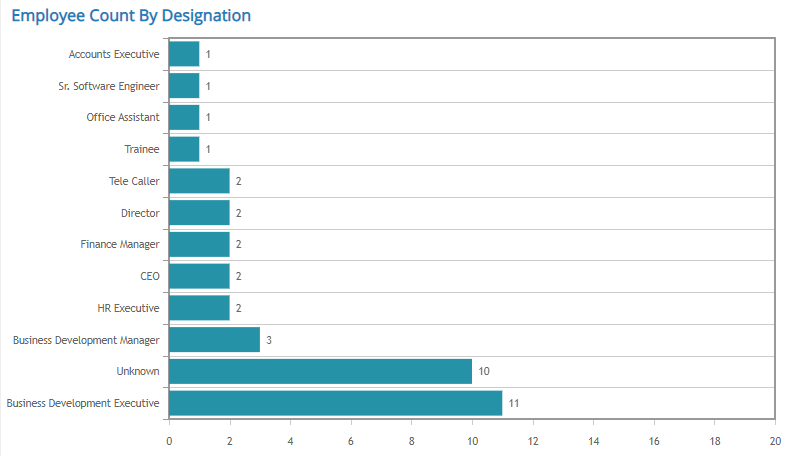 Employee Count By Designation
Accounts Executive 1
Sr. Software Engineer 1
Office Assistant 1
Trainee 1
Tele Caller 2
Director 2
Finance Manager 2
CEO 2
HR Executive 2
Business Development Manager 3
Unknown 10
Business Development Executive 11
0 2 4 6 8 10 12 14 16 18 20